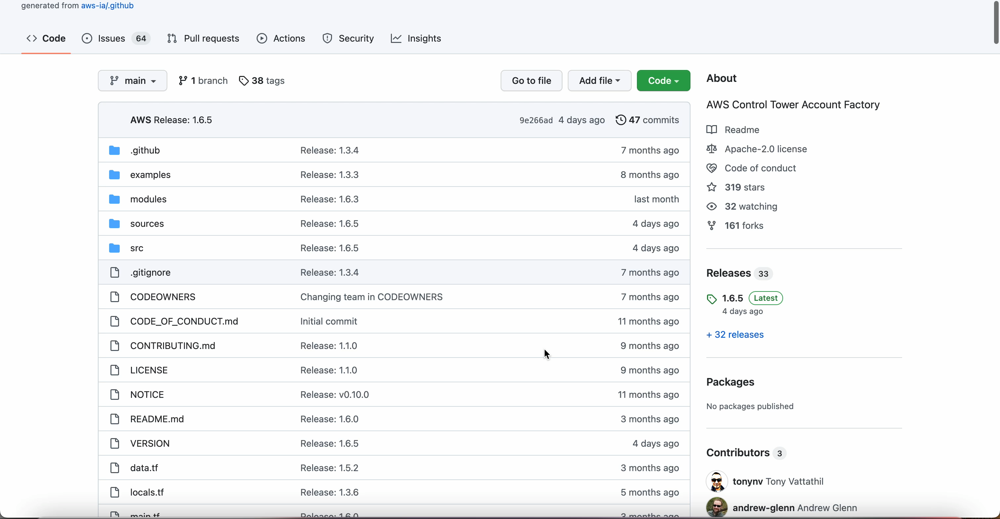 generated from aws-ia/.github
Code Issues 64 Pull requests Actions Security Insights
main 1 branch 38 tags Go to file Add file Code
AWS Release: 1.6.5 9e266ad 4 days ago 47 commits
.github Release: 1.3.4 7 months ago
examples Release: 1.3.3 8 months ago
modules Release: 1.6.3 last month
sources Release: 1.6.5 4 days ago
src Release: 1.6.5 4 days ago
.gitignore Release: 1.3.4 7 months ago
CODEOWNERS Changing team in CODEOWNERS 7 months ago
CODE_OF_CONDUCT.md Initial commit 11 months ago
CONTRIBUTING.md Release: 1.1.0 9 months ago
LICENSE Release: 1.1.0 9 months ago
NOTICE Release: v0.10.0 11 months ago
README.md Release: 1.6.0 3 months ago
VERSION Release: 1.6.5 4 days ago
data.tf Release: 1.5.2 3 months ago
locals.tf Release: 1.3.6 5 months ago
main.tf Release: 1.6.0 3 months ago
About
AWS Control Tower Account Factory
Readme
Apache-2.0 license
Code of conduct
319 stars
32 watching
161 forks
Releases 33
1.6.5 Latest
4 days ago
+ 32 releases
Packages
No packages published
Contributors 3
tonynv Tony Vattathil
andrew-glenn Andrew Glenn